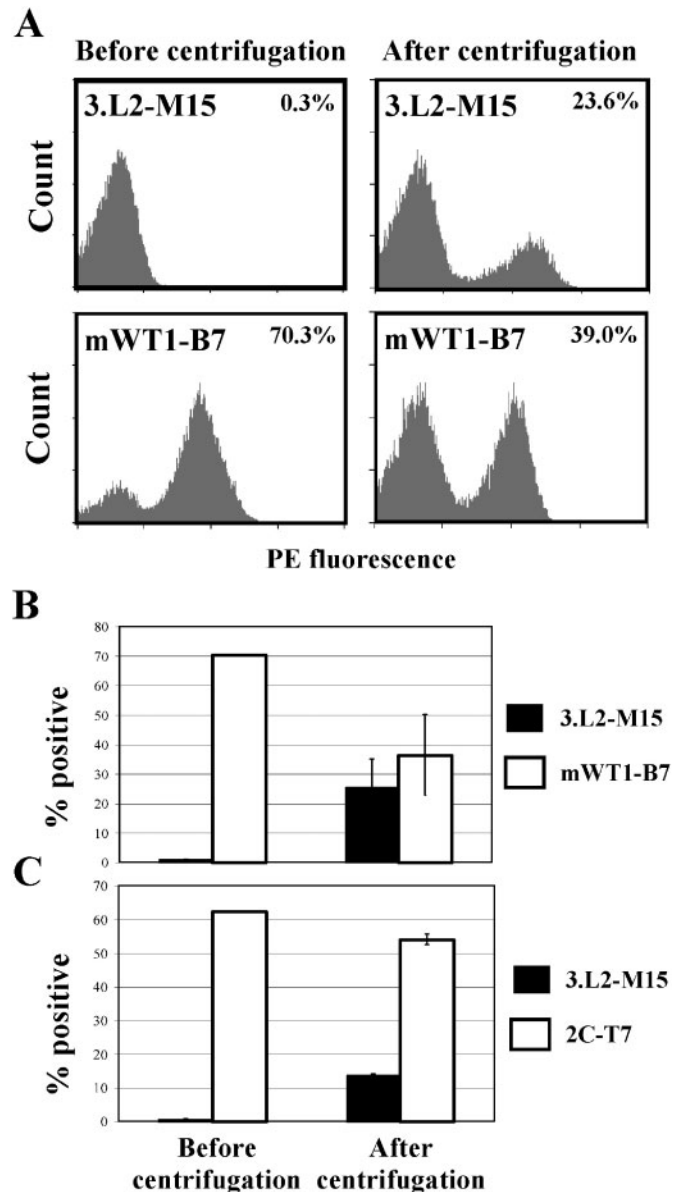 A
Before centrifugation
After centrifugation
3.L2-M15
0.3%
3.L2-M15
23.6%
Count
mWT1-B7
70.3%
mWT1-B7
39.0%
Count
PE fluorescence
B
80
70
60
50
40
30
20
10
0
% positive
3.L2-M15
mWT1-B7
C
70
60
50
40
30
20
10
0
% positive
3.L2-M15
2C-T7
Before
centrifugation
After
centrifugation